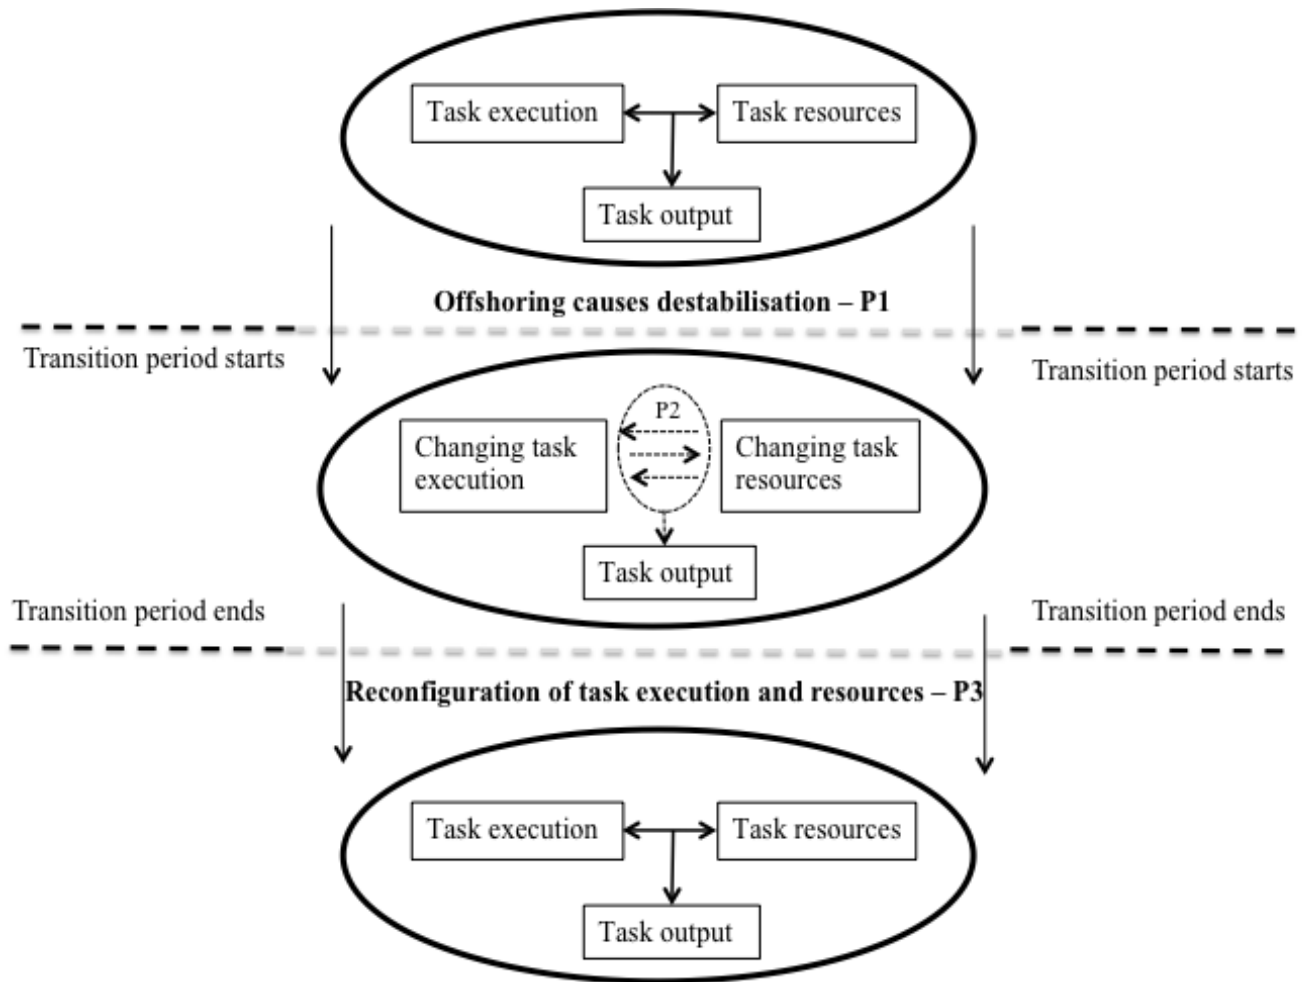 Task execution
Task resources
Task output
Offshoring causes destabilisation – P1
Transition period starts
Transition period starts
P2
Changing task
execution
Changing task
resources
Task output
Transition period ends
Transition period ends
Reconfiguration of task execution and resources – P3
Task execution
Task resources
Task output